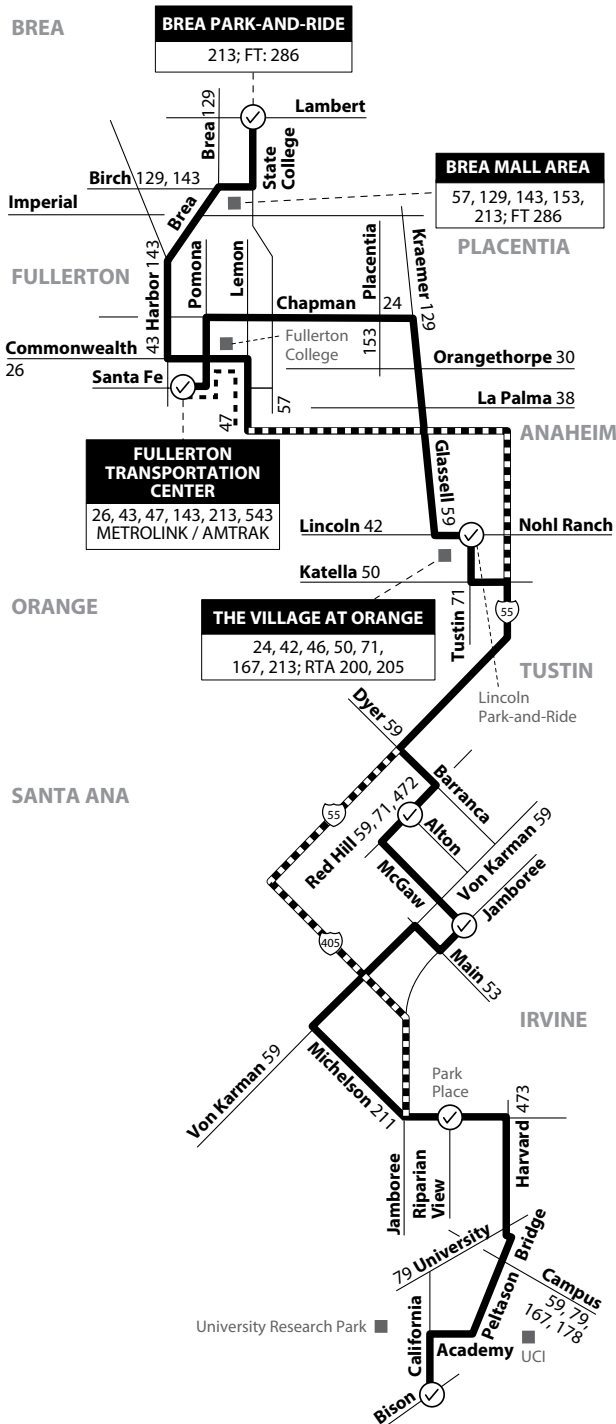 BREA
BREA PARK-AND-RIDE
213; FT: 286
Lambert
Brea 129
State
College
Birch 129, 143
Imperial
Brea
BREA MALL AREA
57, 129, 143, 153,
213; FT 286
PLACENTIA
FULLERTON
43 Harbor 143
Pomona
Lemon
Chapman
Placentia
24
153
Kraemer 129
Fullerton
College
Commonwealth
26
Orangethorpe 30
Santa Fe
47
57
La Palma 38
ANAHEIM
FULLERTON
TRANSPORTATION
CENTER
26, 43, 47, 143, 213, 543
METROLINK / AMTRAK
Glassell 59
Lincoln 42
Nohl Ranch
Katella 50
ORANGE
THE VILLAGE AT ORANGE
24, 42, 46, 50, 71,
167, 213; RTA 200, 205
Tustin 71
55
TUSTIN
Lincoln
Park-and-Ride
Dyer 59
SANTA ANA
Barranca
55
Red Hill 59, 71, 472
Alton
Von Karman 59
McGaw
Jamboree
405
Main 53
IRVINE
Von Karman 59
Michelson 211
Park
Place
Harvard 473
Jamboree
Riparian
View
79 University
Bridge
Campus
59, 79,
167, 178
Peltason
University Research Park
California
Academy
UCI
Bison